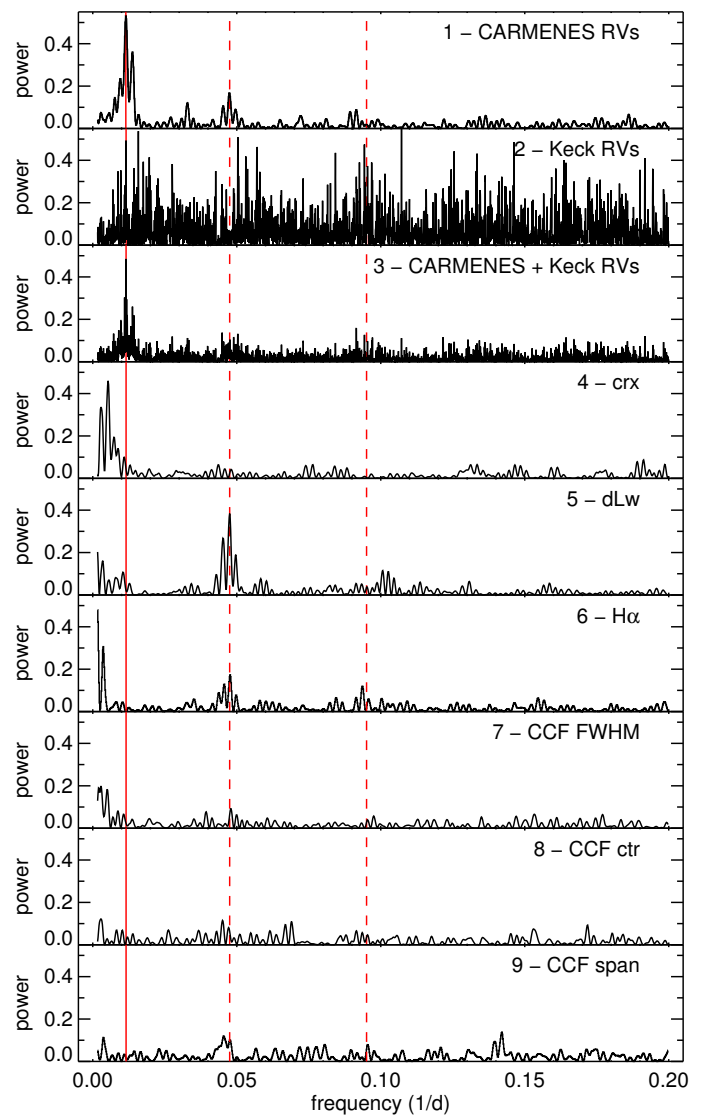 1 − CARMENES RVs
power
0.4
0.2
0.0
2 − Keck RVs
power
0.4
0.2
0.0
3 − CARMENES + Keck RVs
power
0.4
0.2
0.0
4 − crx
power
0.4
0.2
0.0
5 − dLw
power
0.4
0.2
0.0
6 − Hα
power
0.4
0.2
0.0
7 − CCF FWHM
power
0.4
0.2
0.0
8 − CCF ctr
power
0.4
0.2
0.0
9 − CCF span
power
0.4
0.2
0.0
0.00 0.05 0.10 0.15 0.20
frequency (1/d)